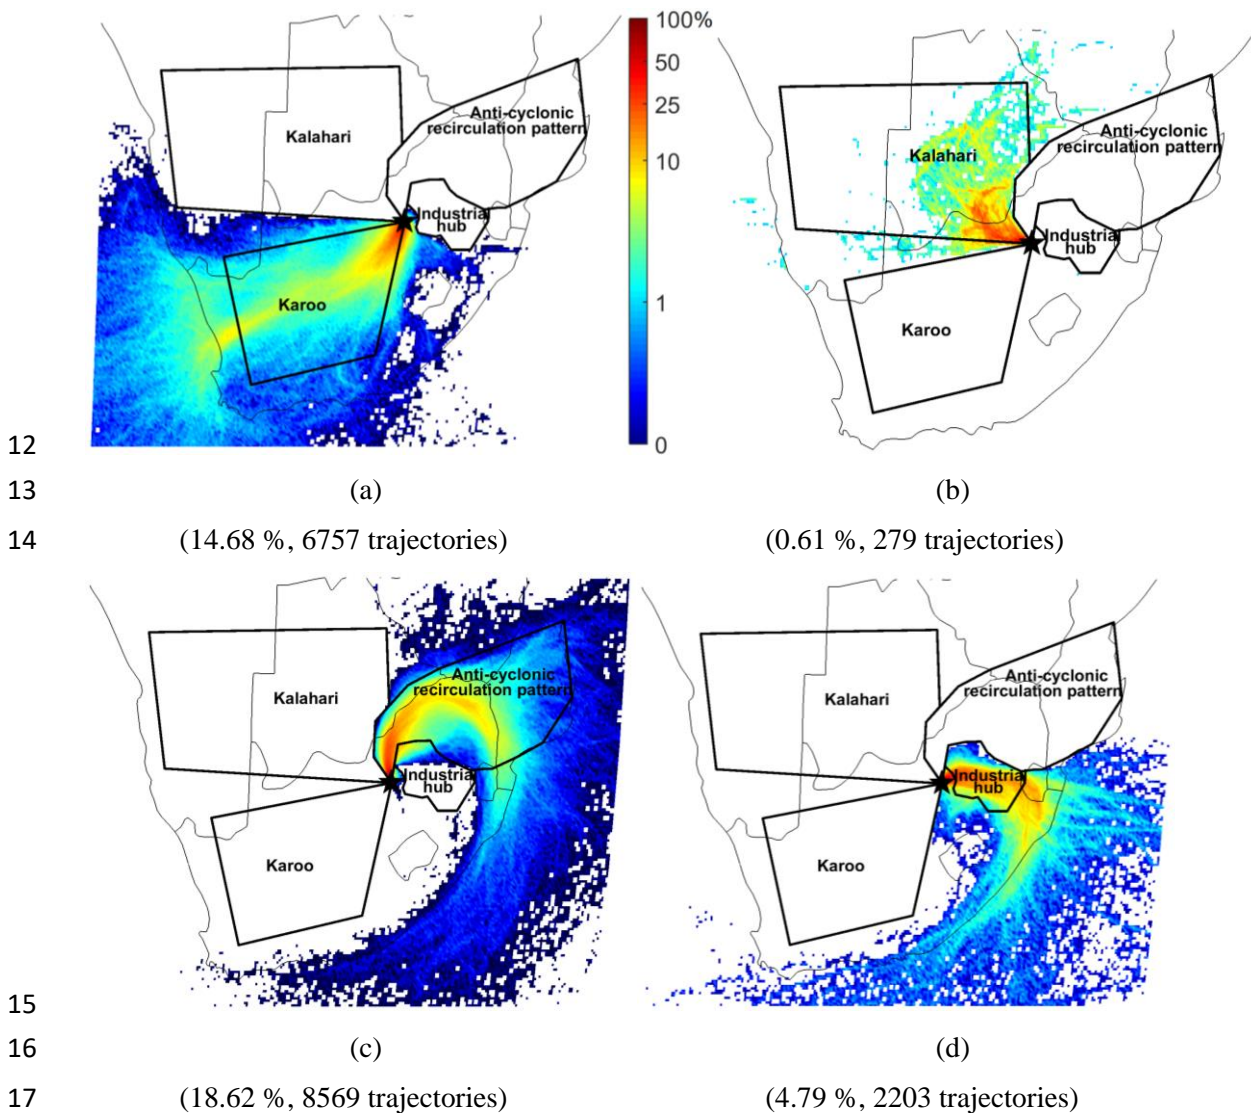 100%
50
25
10
1
0
Kalahari
Anti-cyclonic
recirculation pattern
Industrial
hub
Karoo
Kalahari
Anti-cyclonic
recirculation pattern
Industrial
hub
Karoo
12
13 (a) (b)
14 (14.68 %, 6757 trajectories) (0.61 %, 279 trajectories)
Kalahari
Anti-cyclonic
recirculation pattern
Industrial
hub
Karoo
Kalahari
Anti-cyclonic
recirculation pattern
Industrial
hub
Karoo
15
16 (c) (d)
17 (18.62 %, 8569 trajectories) (4.79 %, 2203 trajectories)